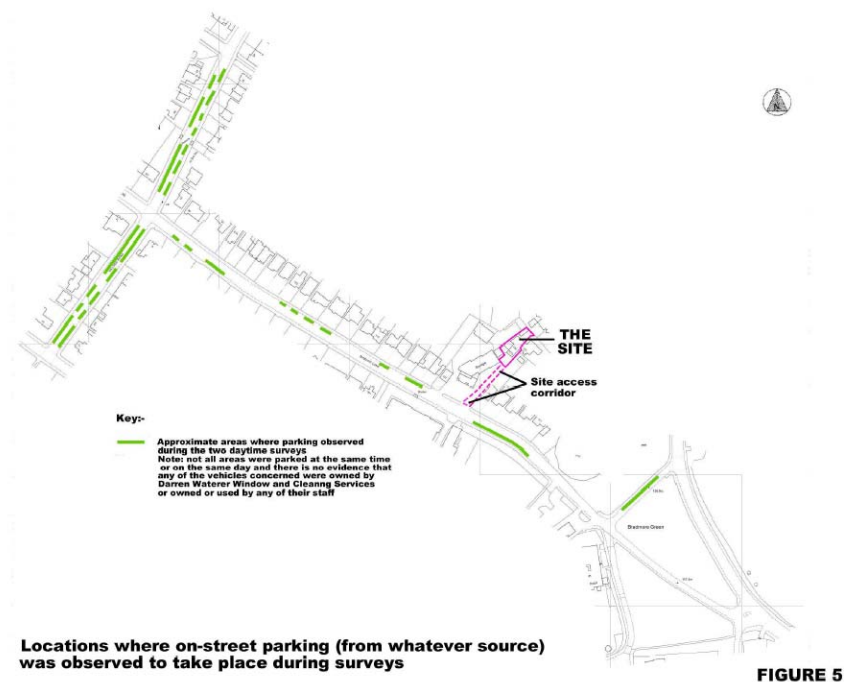 N
THE
SITE
Site access
corridor
Key:-
Approximate areas where parking observed
during the two daytime surveys
Note: not all areas were parked at the same time
or on the same day and there is no evidence that
any of the vehicles concerned were owned by
Darren Waterer Window and Cleanng Services
or owned or used by any of their staff
Bradmore Green
Locations where on-street parking (from whatever source)
was observed to take place during surveys
FIGURE 5